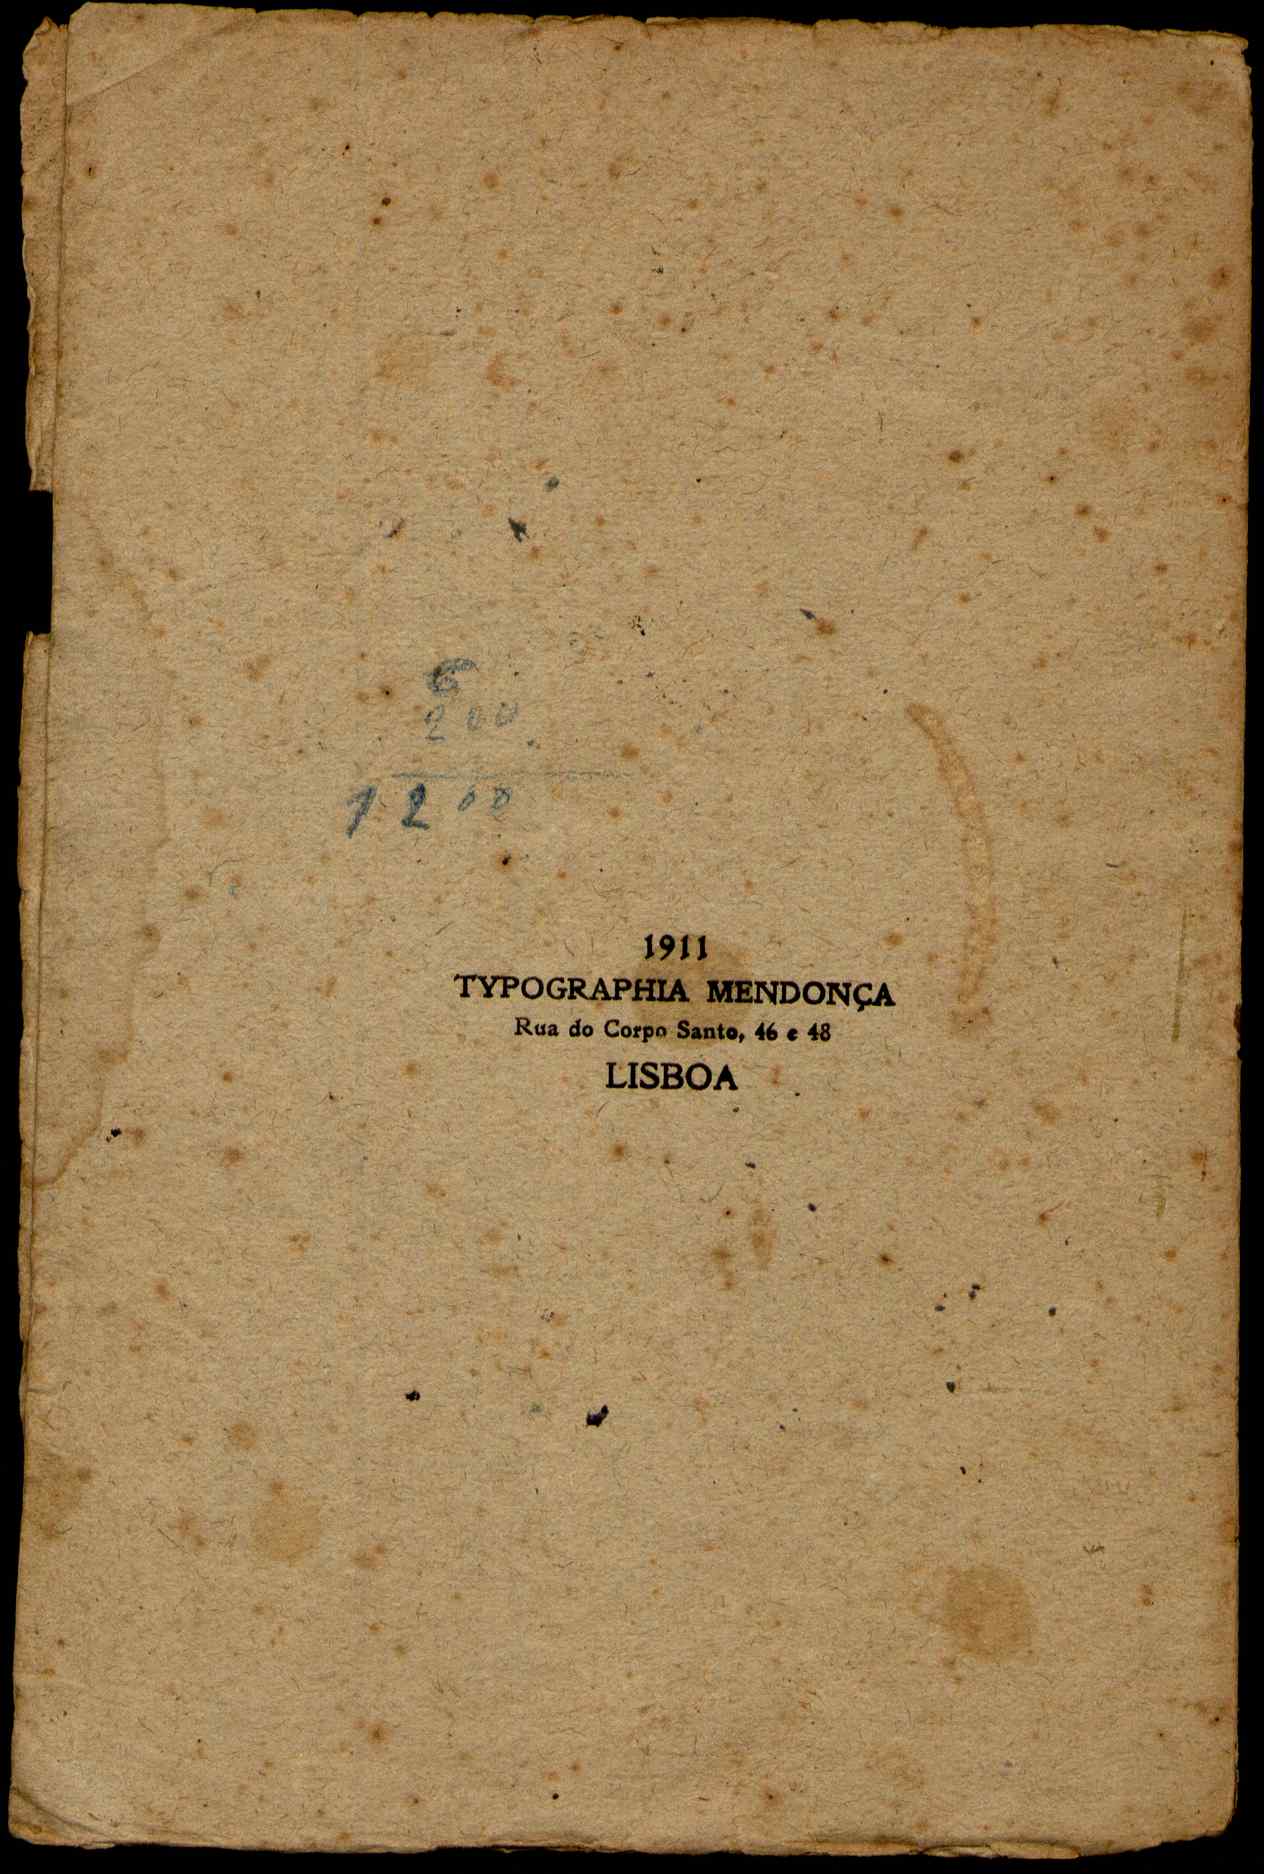 6
200
1200
1911
TYPOGRAPHIA MENDONÇA
Rua do Corpo Santo, 46 e 48
LISBOA